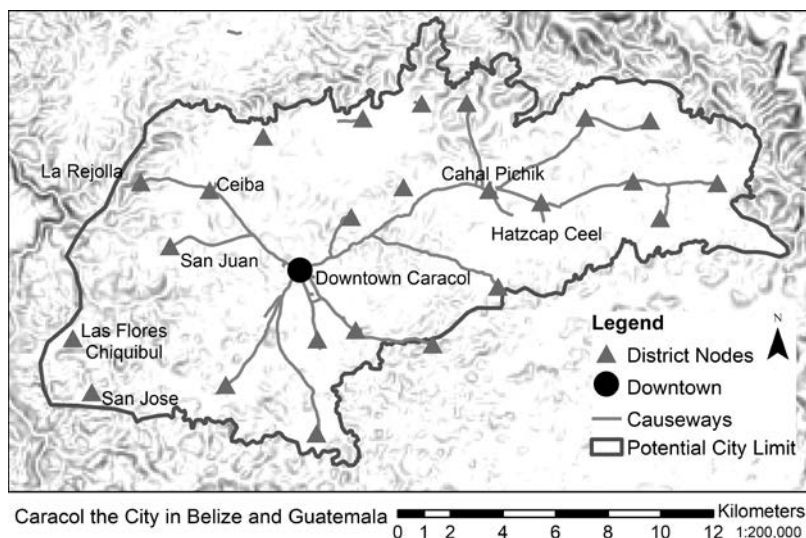 La Rejolla
Ceiba
Cahal Pichik
San Juan
Hatzcap Ceel
Downtown Caracol
Las Flores
Chiquibul
San Jose
Legend
N
District Nodes
Downtown
Causeways
Potential City Limit
Caracol the City in Belize and Guatemala
Kilometers
0 1 2 4 6 8 10 12 1:200.000